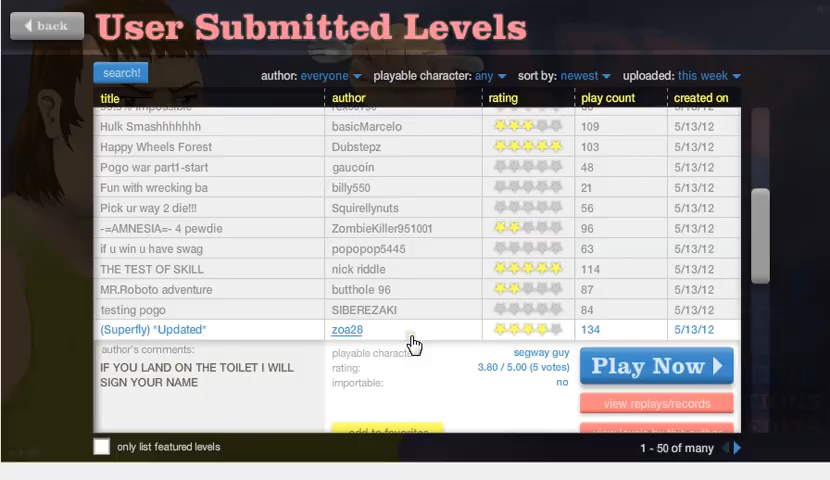 back
User Submitted Levels
search!
author: everyone playable character: any sort by: newest uploaded: this week
title author rating play count created on
Hulk Smashhhhhhh basicMarcelo 109 5/13/12
Happy Wheels Forest Dubstepz 103 5/13/12
Pogo war part1-start gaucoin 48 5/13/12
Fun with wrecking ba billy550 21 5/13/12
Pick ur way 2 die!!! Squirellynuts 56 5/13/12
-=AMNESIA=- 4 pewdie ZombieKiller951001 96 5/13/12
if u win u have swag popopop5445 63 5/13/12
THE TEST OF SKILL nick riddle 114 5/13/12
MR.Roboto adventure butthole 96 87 5/13/12
testing pogo SIBEREZAKI 84 5/13/12
(Superfly) *Updated* zoa28 134 5/13/12
author's comments:
IF YOU LAND ON THE TOILET I WILL
SIGN YOUR NAME
playable charact segway guy
rating: 3.80 / 5.00 (5 votes)
importable: no
Play Now
view replays/records
add to favorites
only list featured levels
1 - 50 of many